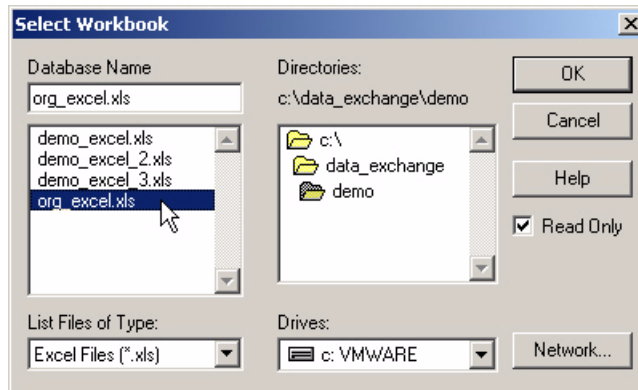 Select Workbook
Database Name
org_excel.xls
demo_excel.xls
demo_excel_2.xls
demo_excel_3.xls
org_excel.xls
List Files of Type:
Excel Files (*.xls)
Directories:
c:\data_exchange\demo
c:\
data_exchange
demo
Drives:
c: VMWARE
OK
Cancel
Help
Read Only
Network...